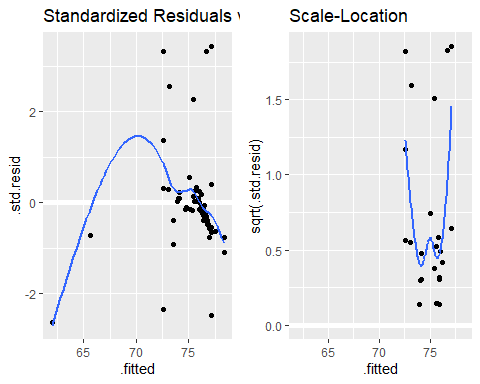 Standardized Residuals v
Scale-Location
.std.resid
2
0
-2
65
70
75
.fitted
sqrt(.std.resid)
1.5
1.0
0.5
0.0
65
70
75
.fitted